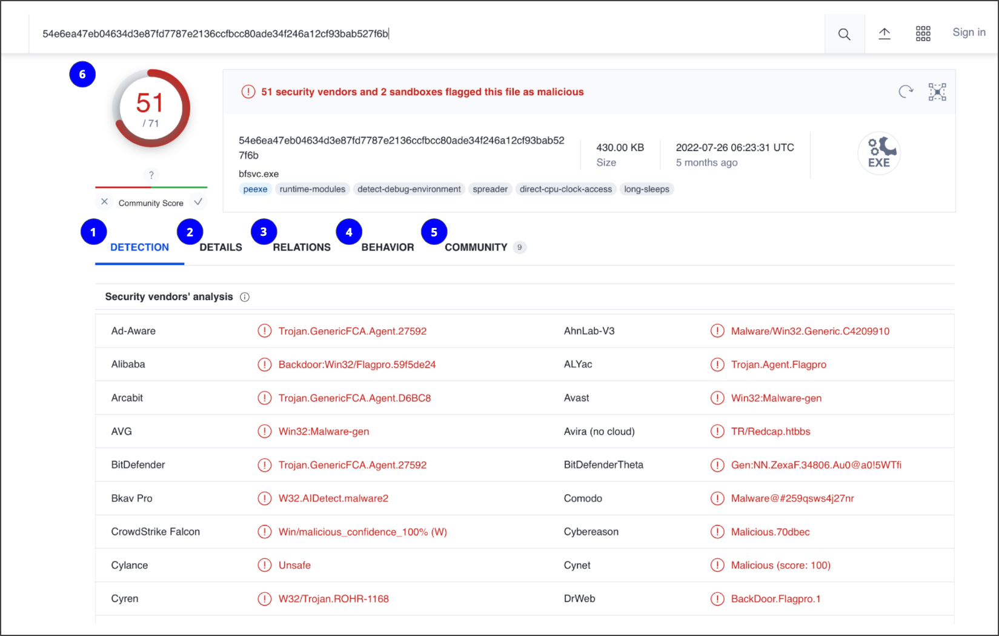 54e6ea47eb04634d3e87fd7787e2136ccfbcc80ade34f246a12cf93bab527f6b
Sign in
6
51
/ 71
51 security vendors and 2 sandboxes flagged this file as malicious
54e6ea47eb04634d3e87fd7787e2136ccfbcc80ade34f246a12cf93bab52
7f6b
bfsvc.exe
430.00 KB
Size
2022-07-26 06:23:31 UTC
5 months ago
EXE
peexe runtime-modules detect-debug-environment spreader direct-cpu-clock-access long-sleeps
?
Community Score
1 2 3 4 5
DETECTION DETAILS RELATIONS BEHAVIOR COMMUNITY 9
Security vendors' analysis
Ad-Aware Trojan.GenericFCA.Agent.27592 AhnLab-V3 Malware/Win32.Generic.C4209910
Alibaba Backdoor:Win32/Flagpro.59f5de24 ALYac Trojan.Agent.Flagpro
Arcabit Trojan.GenericFCA.Agent.D6BC8 Avast Win32:Malware-gen
AVG Win32:Malware-gen Avira (no cloud) TR/Redcap.htbbs
BitDefender Trojan.GenericFCA.Agent.27592 BitDefenderTheta Gen:NN.ZexaF.34806.Au0@a0!5WTfi
Bkav Pro W32.AIDetect.malware2 Comodo Malware@#259qsws4j27nr
CrowdStrike Falcon Win/malicious_confidence_100% (W) Cybereason Malicious.70dbec
Cylance Unsafe Cynet Malicious (score: 100)
Cyren W32/Trojan.ROHR-1168 DrWeb BackDoor.Flagpro.1